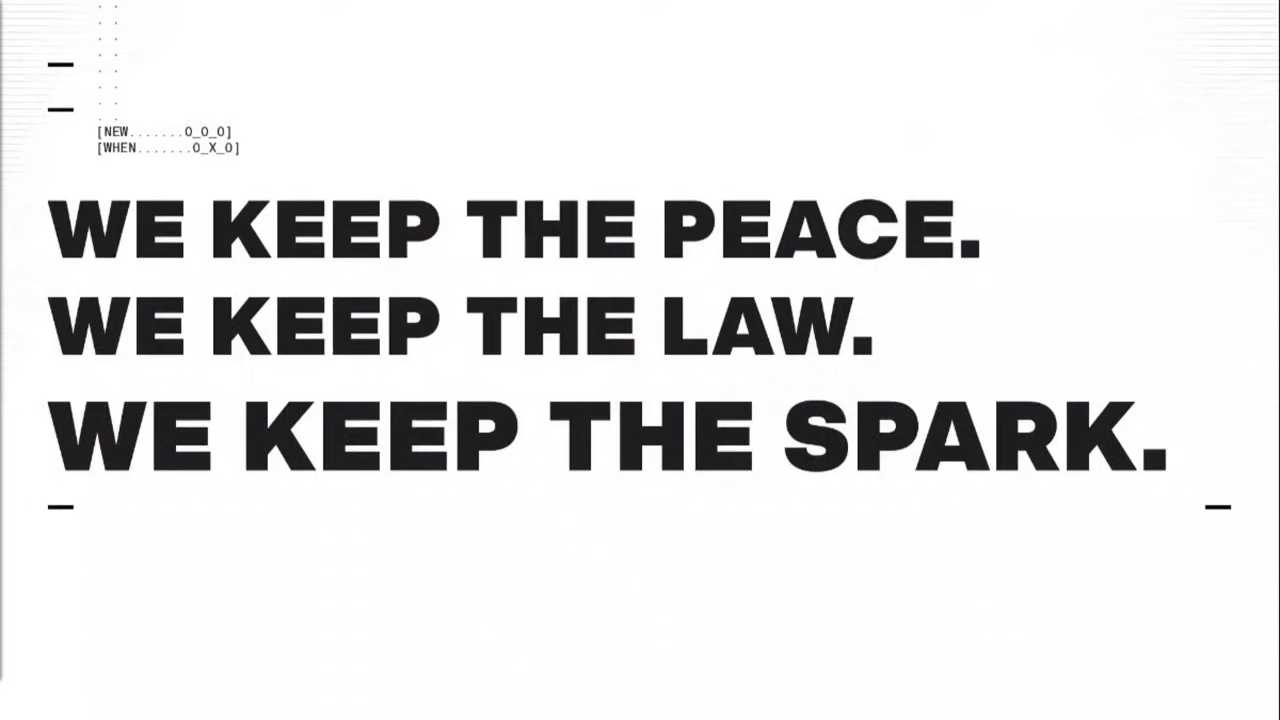 [NEW.......O_O_O]
[WHEN.......O_X_O]
WE KEEP THE PEACE.
WE KEEP THE LAW.
WE KEEP THE SPARK.